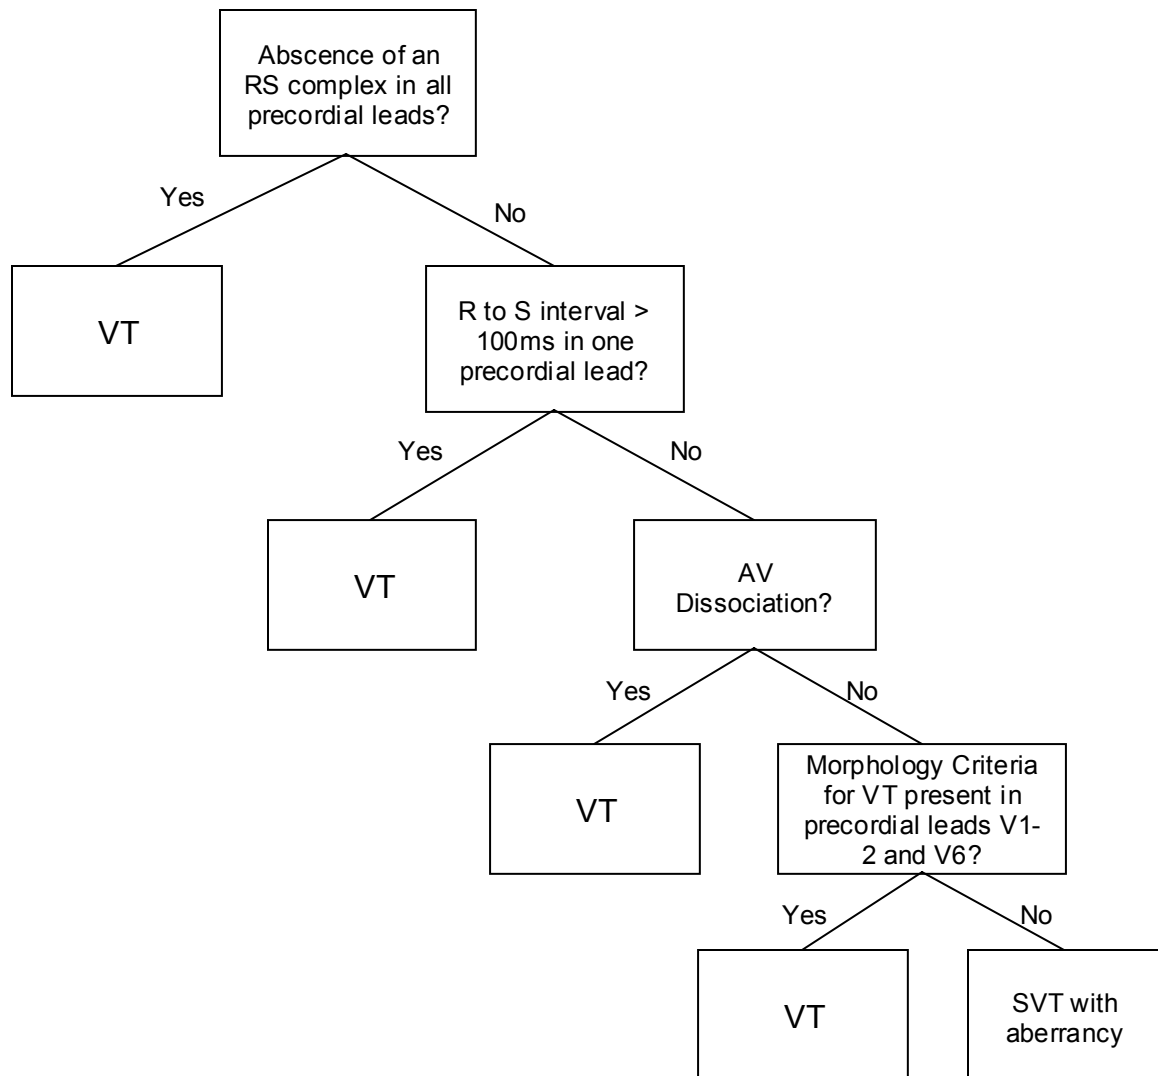 Abscence of an
RS complex in all
precordial leads?
Yes
No
VT
R to S interval >
100ms in one
precordial lead?
Yes
No
VT
AV
Dissociation?
Yes
No
VT
Morphology Criteria
for VT present in
precordial leads V1-
2 and V6?
Yes
No
VT
SVT with
aberrancy